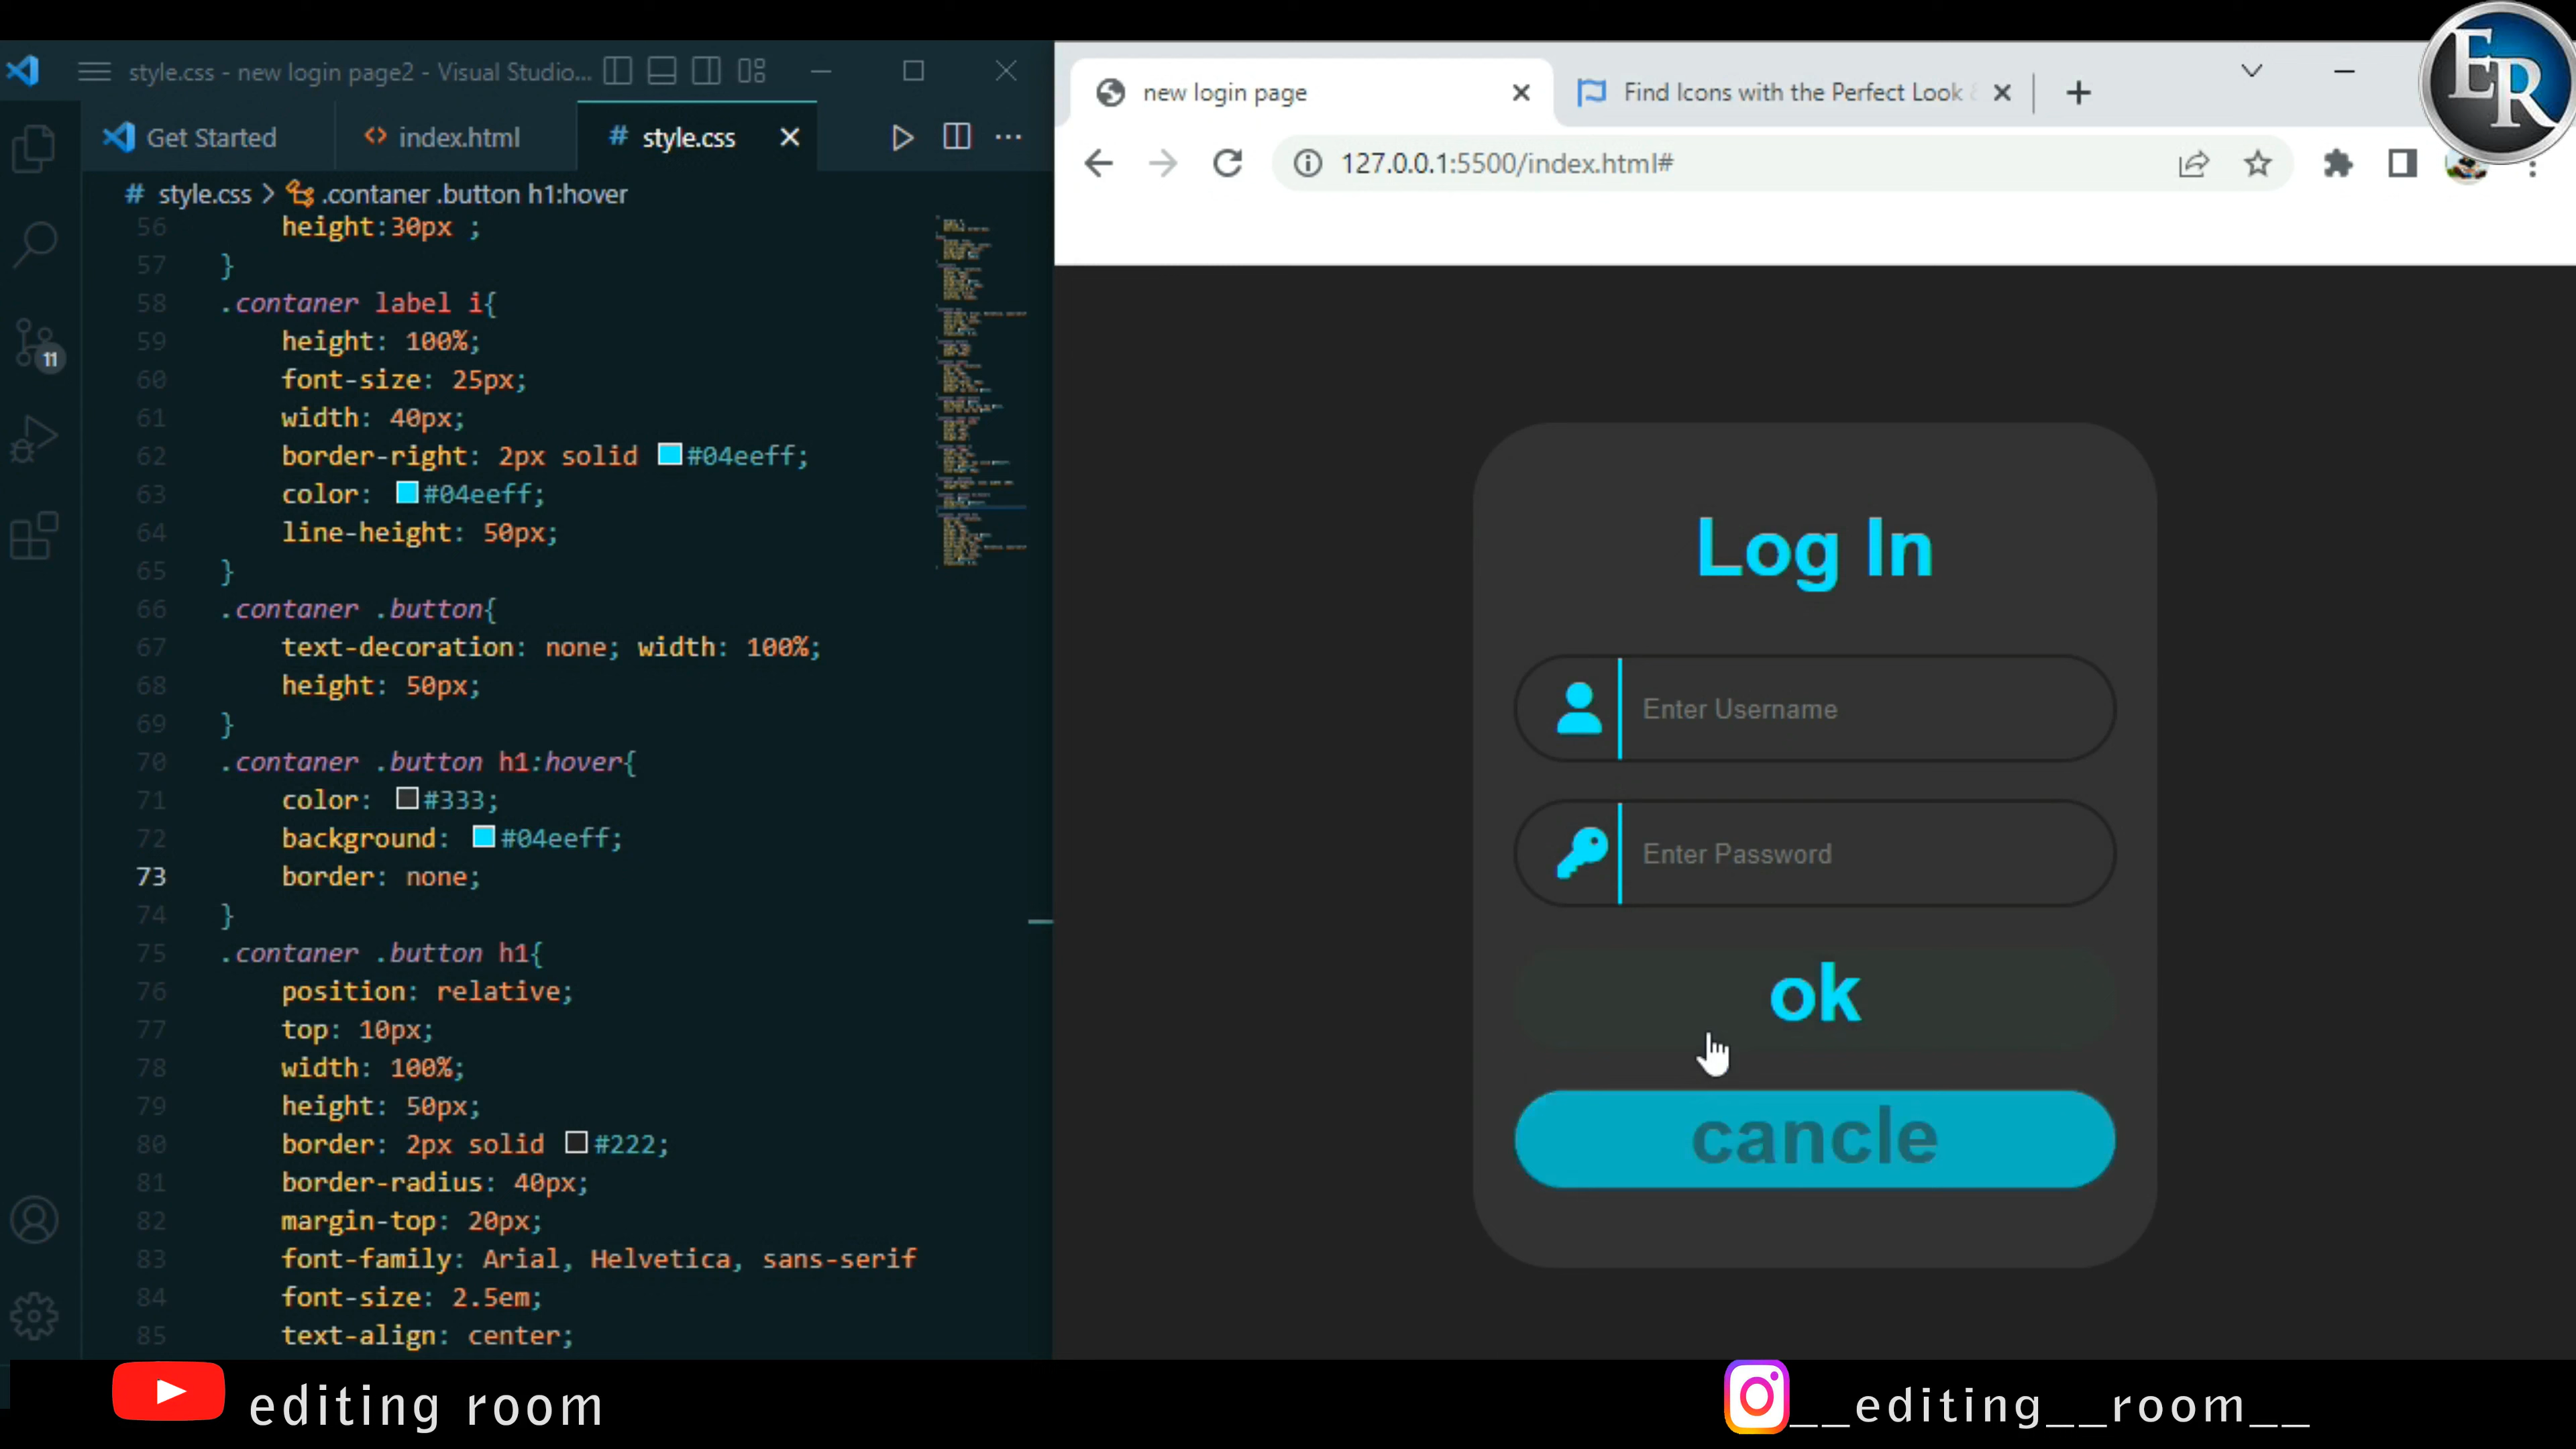 style.css - new login page2 - Visual Studio...
Get Started
index.html
# style.css
# style.css > .contaner .button h1:hover
56 height:30px ;
57 }
58 .contaner label i{
59 height: 100%;
60 font-size: 25px;
61 width: 40px;
62 border-right: 2px solid #04eeff;
63 color: #04eeff;
64 line-height: 50px;
65 }
66 .contaner .button{
67 text-decoration: none; width: 100%;
68 height: 50px;
69 }
70 .contaner .button h1:hover{
71 color: #333;
72 background: #04eeff;
73 border: none;
74 }
75 .contaner .button h1{
76 position: relative;
77 top: 10px;
78 width: 100%;
79 height: 50px;
80 border: 2px solid #222;
81 border-radius: 40px;
82 margin-top: 20px;
83 font-family: Arial, Helvetica, sans-serif
84 font-size: 2.5em;
85 text-align: center;
11
new login page
Find Icons with the Perfect Look
127.0.0.1:5500/index.html#
ER
Log In
Enter Username
Enter Password
ok
cancle
editing room
__editing__room__